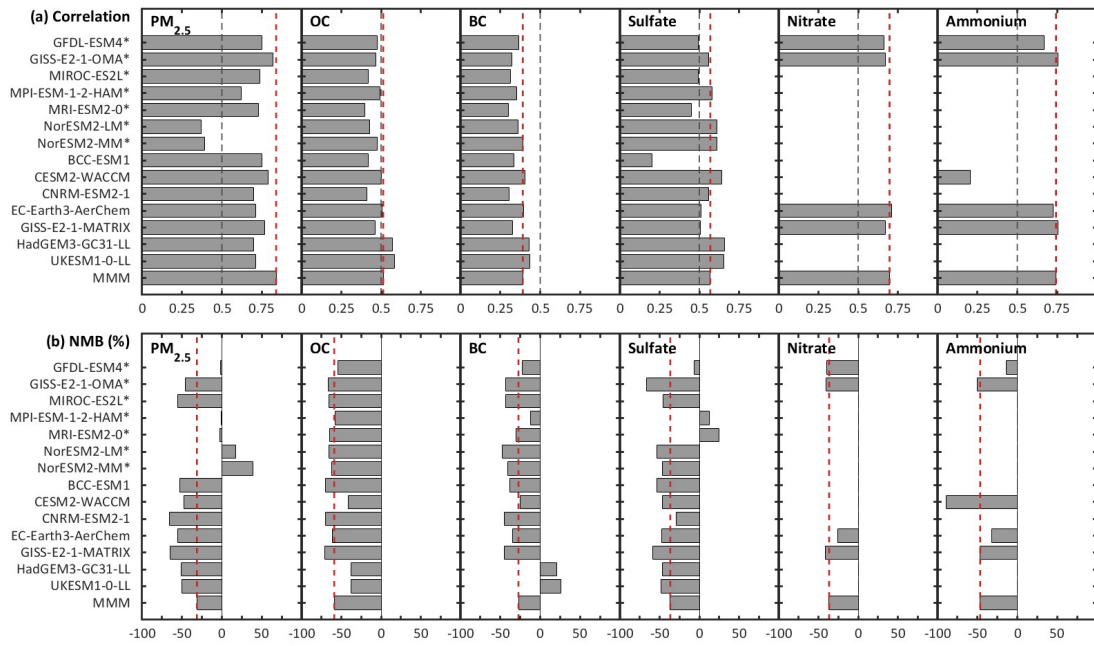 (a) Correlation
PM2.5 OC BC Sulfate Nitrate Ammonium
GFDL-ESM4*
GISS-E2-1-OMA*
MIROC-ES2L*
MPI-ESM-1-2-HAM*
MRI-ESM2-0*
NorESM2-LM*
NorESM2-MM*
BCC-ESM1
CESM2-WACCM
CNRM-ESM2-1
EC-Earth3-AerChem
GISS-E2-1-MATRIX
HadGEM3-GC31-LL
UKESM1-0-LL
MMM
0 0.25 0.5 0.75 0 0.25 0.5 0.75 0 0.25 0.5 0.75 0 0.25 0.5 0.75 0 0.25 0.5 0.75 0 0.25 0.5 0.75
(b) NMB (%)
PM2.5 OC BC Sulfate Nitrate Ammonium
GFDL-ESM4*
GISS-E2-1-OMA*
MIROC-ES2L*
MPI-ESM-1-2-HAM*
MRI-ESM2-0*
NorESM2-LM*
NorESM2-MM*
BCC-ESM1
CESM2-WACCM
CNRM-ESM2-1
EC-Earth3-AerChem
GISS-E2-1-MATRIX
HadGEM3-GC31-LL
UKESM1-0-LL
MMM
-100 -50 0 50 -100 -50 0 50 -100 -50 0 50 -100 -50 0 50 -100 -50 0 50 -100 -50 0 50 100